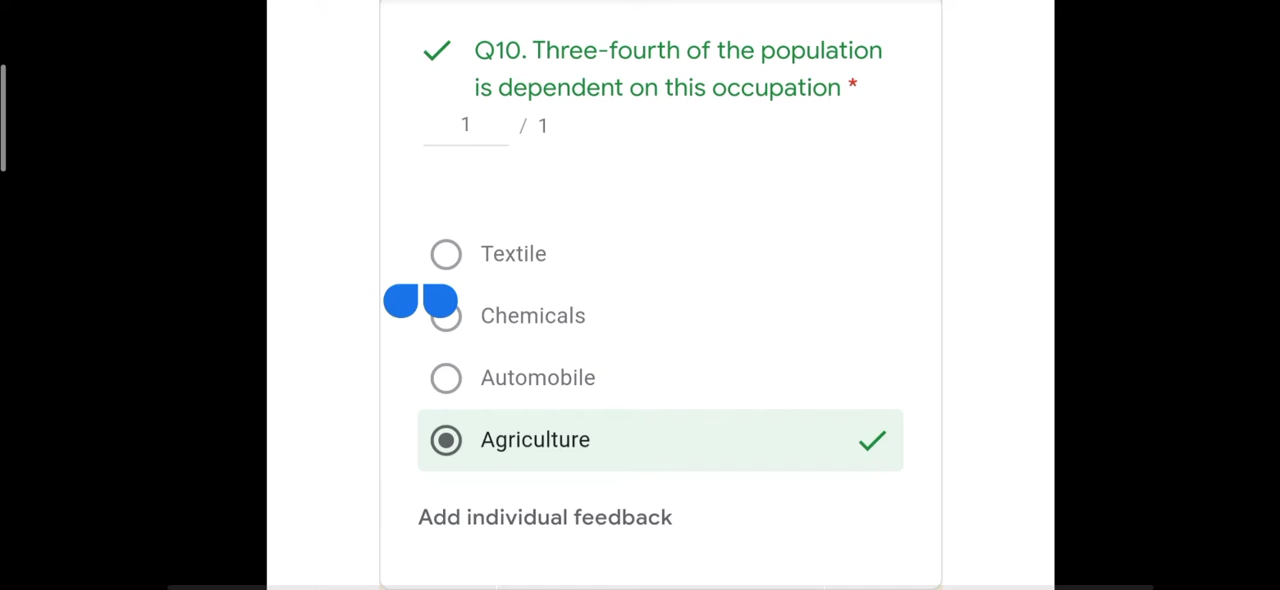 Q10. Three-fourth of the population
is dependent on this occupation *
1 / 1
Textile
Chemicals
Automobile
Agriculture
Add individual feedback